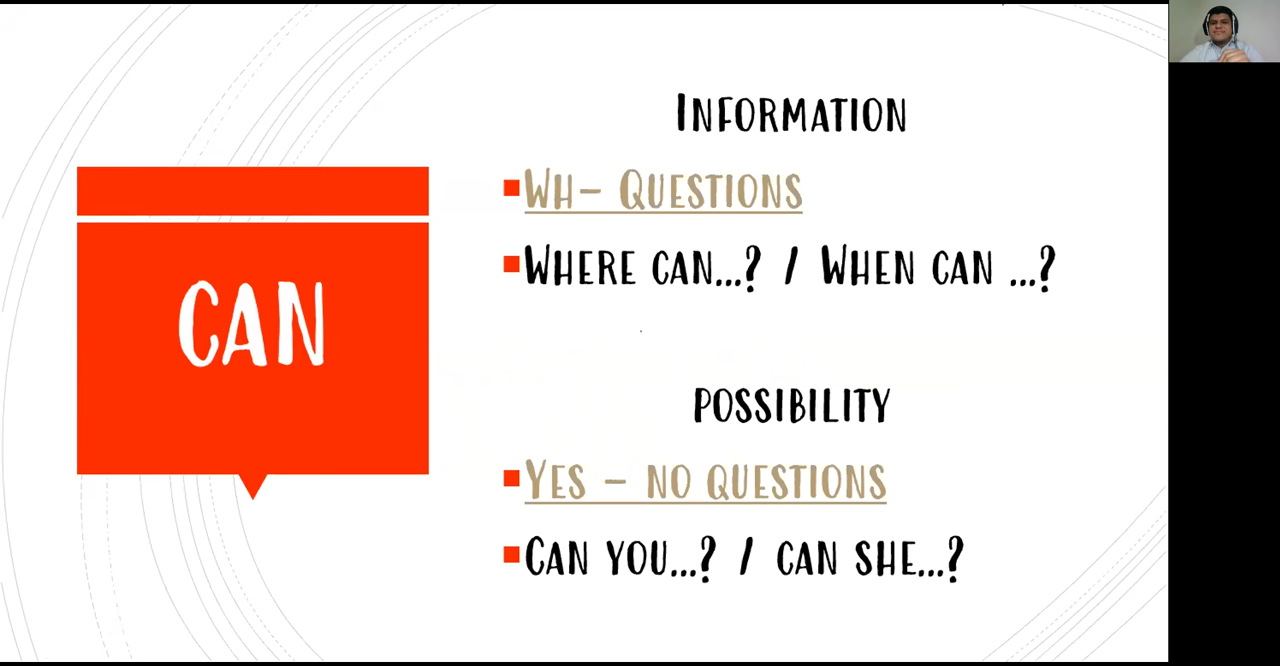 CAN
Information
Wh- Questions
Where can...? / When can ...?
possibility
Yes - no questions
Can you...? / can she...?